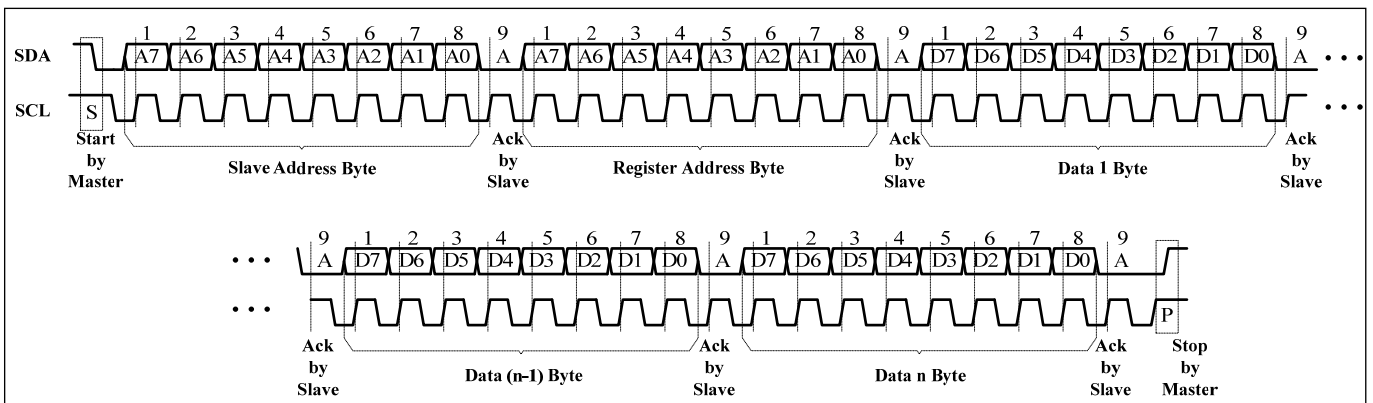 1 2 3 4 5 6 7 8 9 1 2 3 4 5 6 7 8 9 1 2 3 4 5 6 7 8 9
SDA A7 A6 A5 A4 A3 A2 A1 A0 A A7 A6 A5 A4 A3 A2 A1 A0 A D7 D6 D5 D4 D3 D2 D1 D0 A • • •
SCL S • • •
Start by Master
Slave Address Byte
Ack by Slave
Register Address Byte
Ack by Slave
Data 1 Byte
Ack by Slave
9 1 2 3 4 5 6 7 8 9 1 2 3 4 5 6 7 8 9
• • • A D7 D6 D5 D4 D3 D2 D1 D0 A D7 D6 D5 D4 D3 D2 D1 D0 A
• • • P
Ack by Slave
Data (n-1) Byte
Ack by Slave
Data n Byte
Ack by Slave
Stop by Master